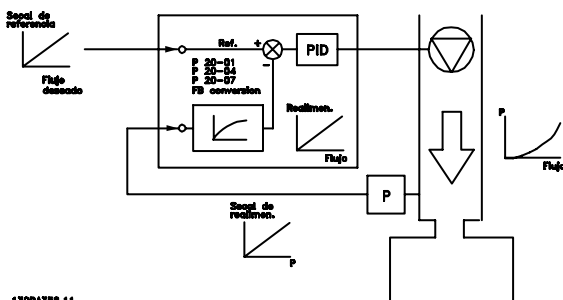 Señal de
referencia
Flujo
deseado
Ref.
+
−
PID
P 20-01
P 20-04
P 20-07
FB conversion
Realimen.
Flujo
P
Flujo
P
Señal de
realimen.
P